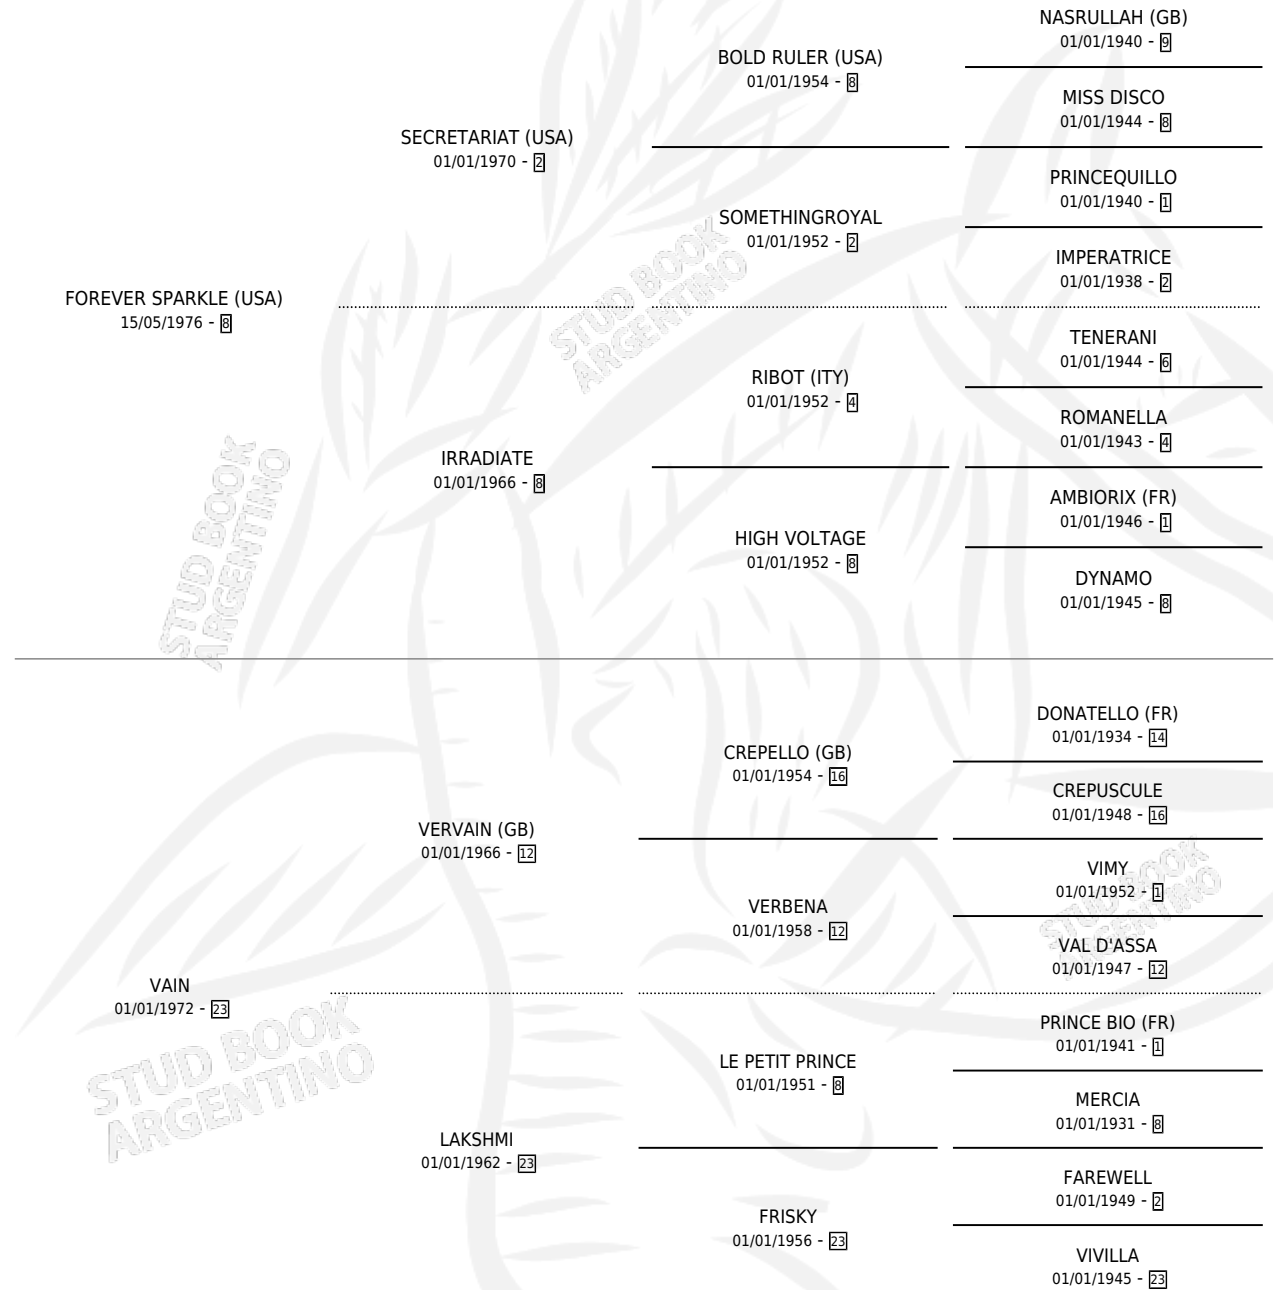 NASRULLAH (GB)
01/01/1940 - 9
BOLD RULER (USA)
01/01/1954 - 8
MISS DISCO
01/01/1944 - 8
SECRETARIAT (USA)
01/01/1970 - 2
PRINCEQUILLO
01/01/1940 - 1
SOMETHINGROYAL
01/01/1952 - 2
IMPERATRICE
01/01/1938 - 2
FOREVER SPARKLE (USA)
15/05/1976 - 8
TENERANI
01/01/1944 - 6
RIBOT (ITY)
01/01/1952 - 4
ROMANELLA
01/01/1943 - 4
IRRADIATE
01/01/1966 - 8
AMBIORIX (FR)
01/01/1946 - 1
HIGH VOLTAGE
01/01/1952 - 8
DYNAMO
01/01/1945 - 8
STUD BOOK
ARGENTINO
STUD BOOK
ARGENTINO
DONATELLO (FR)
01/01/1934 - 14
CREPELLO (GB)
01/01/1954 - 16
CREPUSCULE
01/01/1948 - 16
VERVAIN (GB)
01/01/1966 - 12
VIMY
01/01/1952 - 1
VERBENA
01/01/1958 - 12
VAL D'ASSA
01/01/1947 - 12
STUD BOOK
ARGENTINO
VAIN
01/01/1972 - 23
PRINCE BIO (FR)
01/01/1941 - 1
LE PETIT PRINCE
01/01/1951 - 8
MERCIA
01/01/1931 - 8
STUD BOOK
ARGENTINO
LAKSHMI
01/01/1962 - 23
FAREWELL
01/01/1949 - 2
FRISKY
01/01/1956 - 23
VIVILLA
01/01/1945 - 23